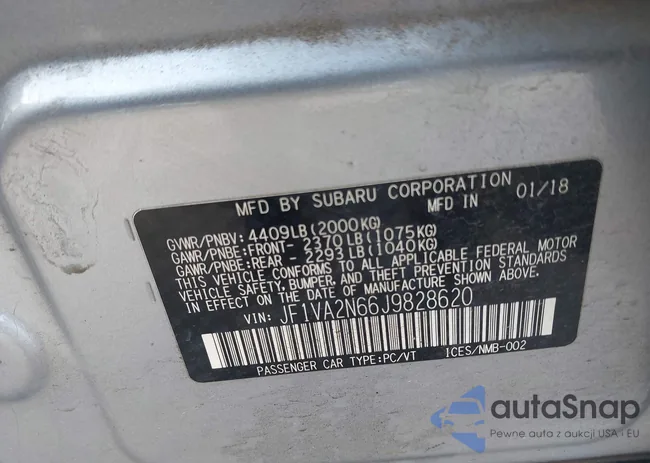 MFD BY SUBARU CORPORATION
MFD IN 01/18
GVWR/PNBV: 4409LB(2000KG)
GAWR/PNBE:FRONT- 2370LB(1075KG)
GAWR/PNBE:REAR - 2293LB(1040KG)
THIS VEHICLE CONFORMS TO ALL APPLICABLE FEDERAL MOTOR
VEHICLE SAFETY, BUMPER, AND THEFT PREVENTION STANDARDS
IN EFFECT ON THE DATE OF MANUFACTURE SHOWN ABOVE.
VIN: JF1VA2N66J9828620
PASSENGER CAR TYPE:PC/VT ICES/NMB-002
autaSnap
Pewne auta z aukcji USA i EU